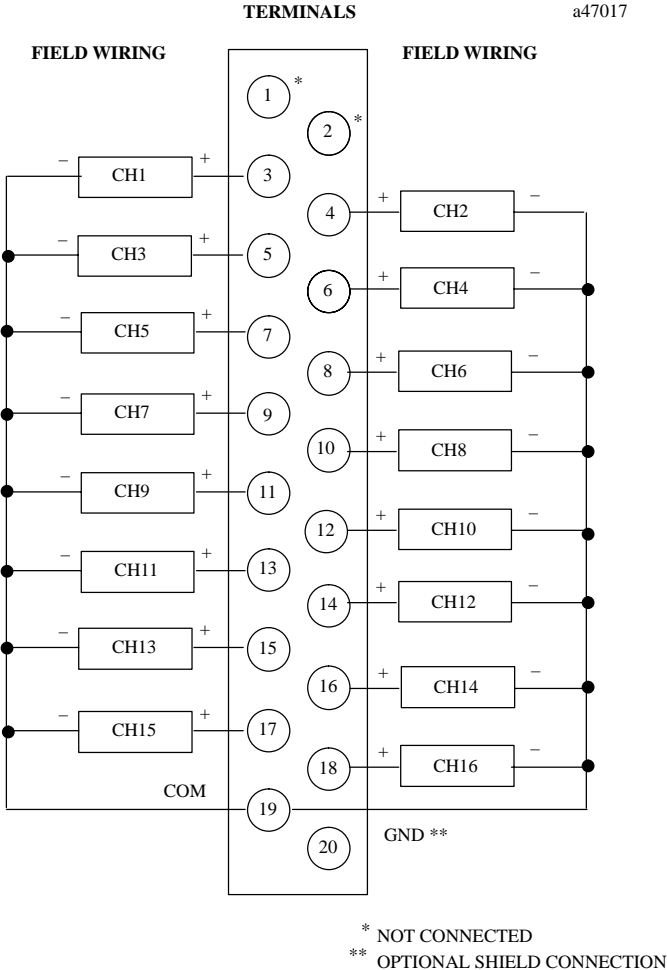 TERMINALS a47017
FIELD WIRING FIELD WIRING
1 *
2 *
− CH1 + 3
4 + CH2 −
− CH3 + 5
6 + CH4 −
− CH5 + 7
8 + CH6 −
− CH7 + 9
10 + CH8 −
− CH9 + 11
12 + CH10 −
− CH11 + 13
14 + CH12 −
− CH13 + 15
16 + CH14 −
− CH15 + 17
18 + CH16 −
COM 19
20 GND **
* NOT CONNECTED
** OPTIONAL SHIELD CONNECTION